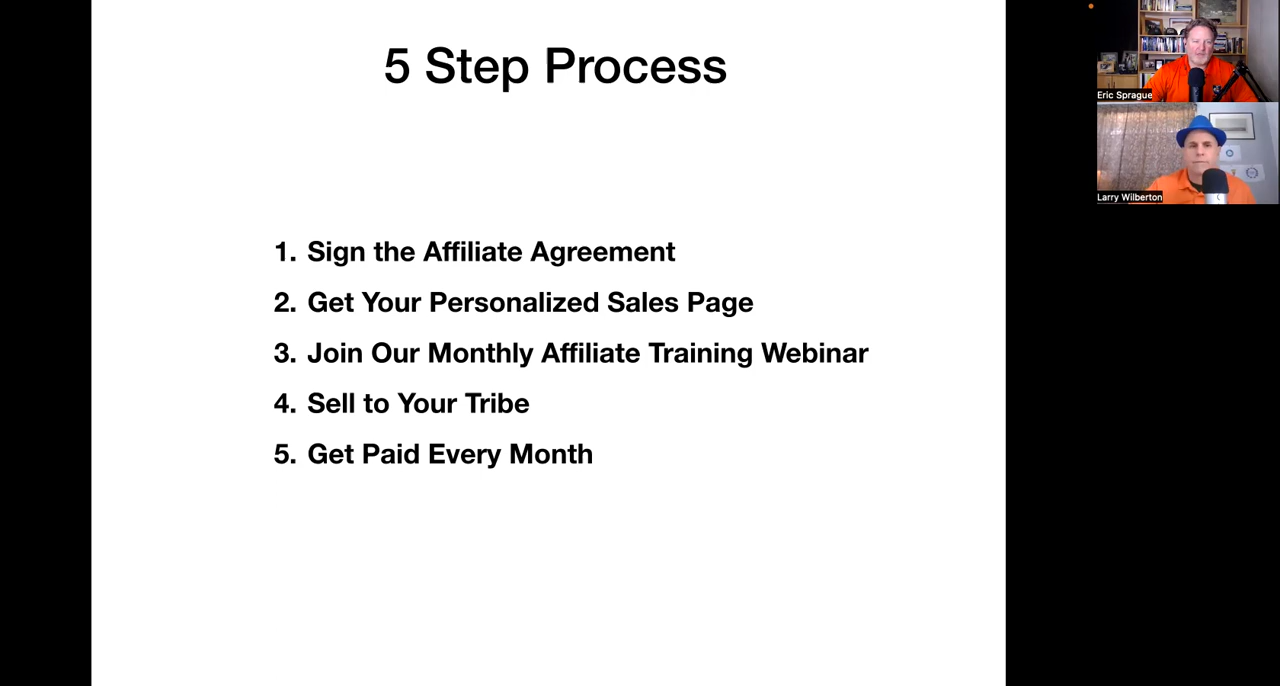 5 Step Process
1. Sign the Affiliate Agreement
2. Get Your Personalized Sales Page
3. Join Our Monthly Affiliate Training Webinar
4. Sell to Your Tribe
5. Get Paid Every Month
Eric Sprague
Larry Wilberton